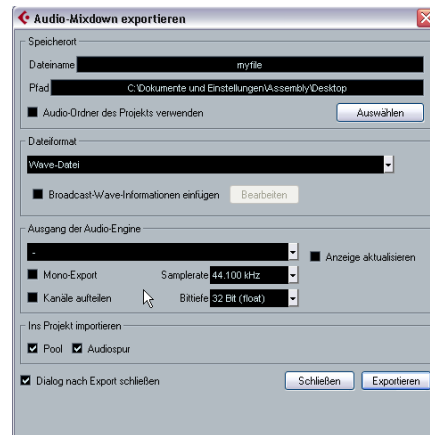 Audio-Mixdown exportieren
Speicherort
Dateiname myfile
Pfad C:\Dokumente und Einstellungen\Assembly\Desktop
Audio-Ordner des Projekts verwenden Auswählen
Dateiformat
Wave-Datei
Broadcast-Wave-Informationen einfügen Bearbeiten
Ausgang der Audio-Engine
- Anzeige aktualisieren
Mono-Export Samplerate 44.100 kHz
Kanäle aufteilen Bittiefe 32 Bit (float)
Ins Projekt importieren
Pool Audiospur
Dialog nach Export schließen Schließen Exportieren